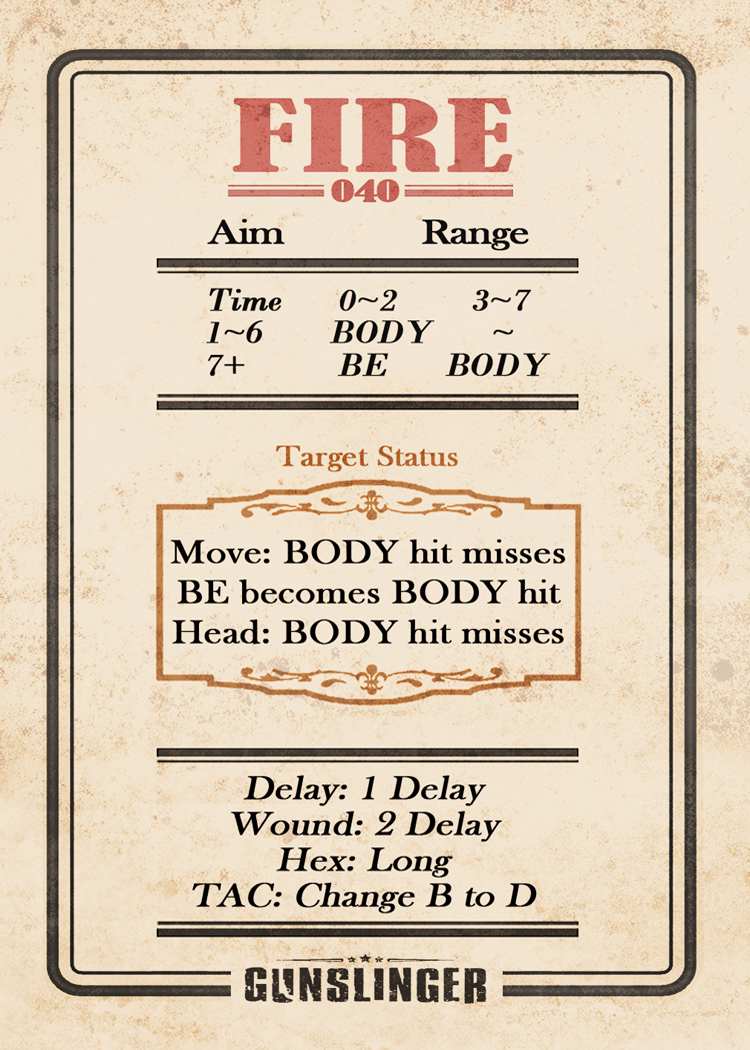 FIRE
040
Aim Range
Time 0~2 3~7
1~6 BODY ~
7+ BE BODY
Target Status
Move: BODY hit misses
BE becomes BODY hit
Head: BODY hit misses
Delay: 1 Delay
Wound: 2 Delay
Hex: Long
TAC: Change B to D
GUNSLINGER